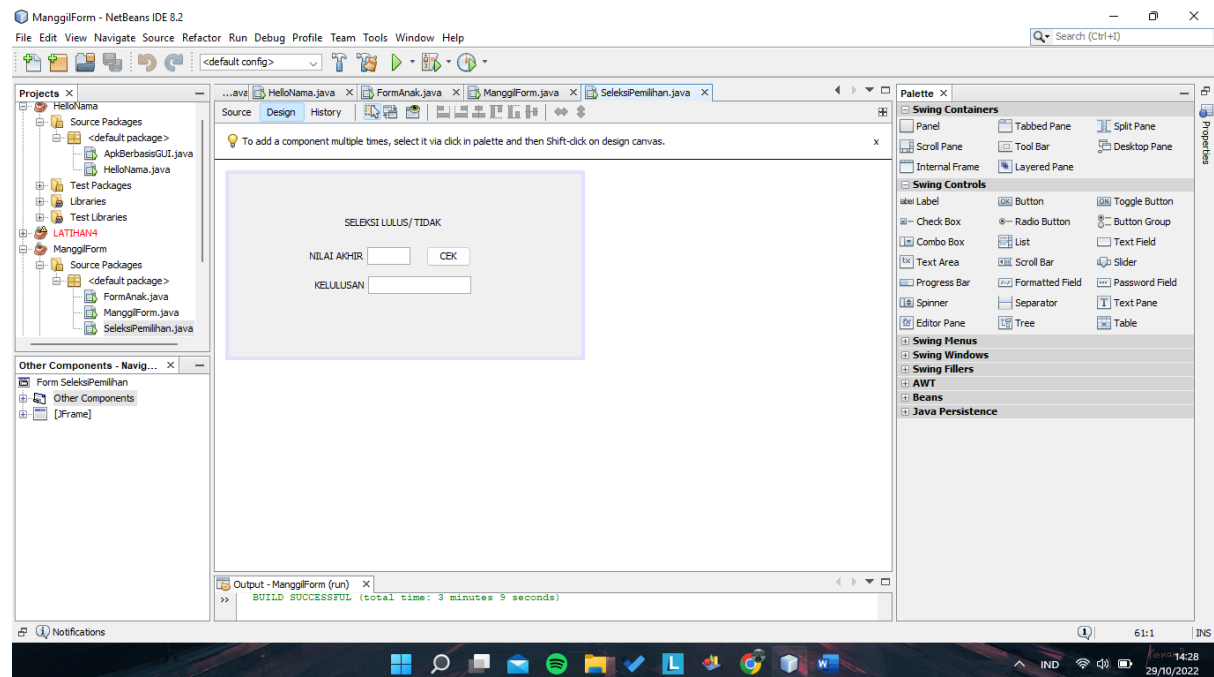 ManggilForm - NetBeans IDE 8.2
File Edit View Navigate Source Refactor Run Debug Profile Team Tools Window Help
Search (Ctrl+I)
<default config>
Projects
HelloNama
Source Packages
<default package>
ApkBerbasisGUI.java
HelloNama.java
Test Packages
Libraries
Test Libraries
LATIHAN4
ManggilForm
Source Packages
<default package>
FormAnak.java
ManggilForm.java
SeleksiPemilihan.java
Other Components - Navig...
Form SeleksiPemilihan
Other Components
[JFrame]
...ava HelloNama.java FormAnak.java ManggilForm.java SeleksiPemilihan.java
Source Design History
To add a component multiple times, select it via click in palette and then Shift-click on design canvas. x
SELEKSI LULUS/ TIDAK
NILAI AKHIR CEK
KELULUSAN
Output - ManggilForm (run)
>> BUILD SUCCESSFUL (total time: 3 minutes 9 seconds)
Palette
Swing Containers
Panel Tabbed Pane Split Pane
Scroll Pane Tool Bar Desktop Pane
Internal Frame Layered Pane
Swing Controls
label Label OK Button ON Toggle Button
Check Box Radio Button Button Group
Combo Box List Text Field
Text Area Scroll Bar Slider
Progress Bar Formatted Field Password Field
Spinner Separator Text Pane
Editor Pane Tree Table
Swing Menus
Swing Windows
Swing Fillers
AWT
Beans
Java Persistence
Properties
Notifications 1 61:1 INS
IND 14:28
29/10/2022